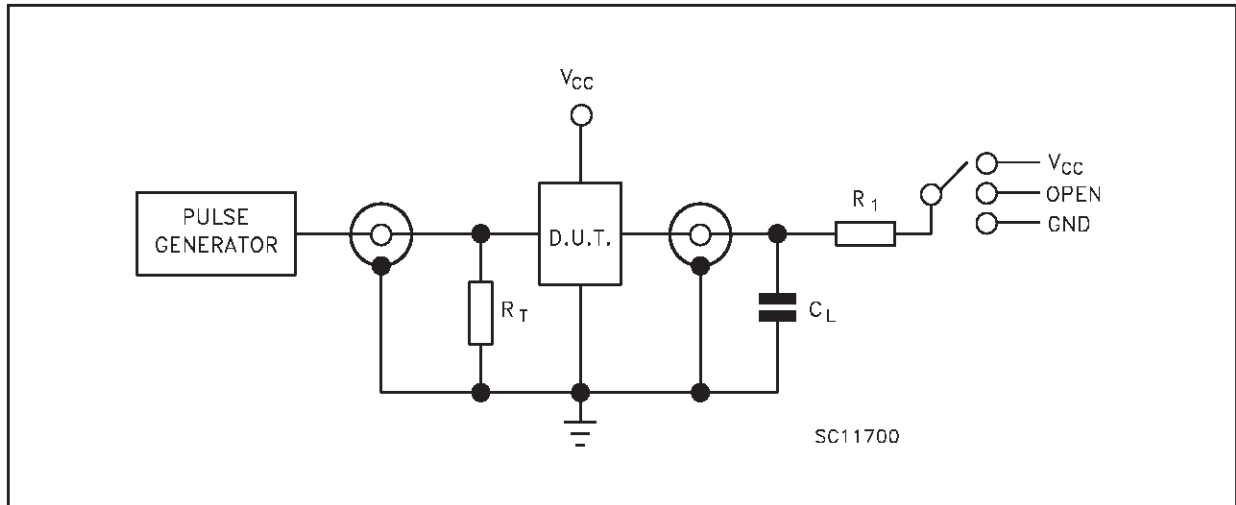 VCC
PULSE
GENERATOR
D.U.T.
RT
CL
R1
VCC
OPEN
GND
SC11700